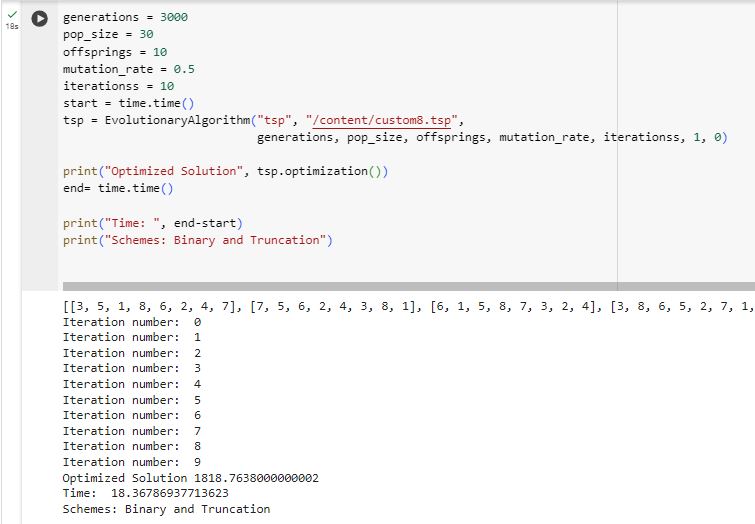 18s
generations = 3000
pop_size = 30
offsprings = 10
mutation_rate = 0.5
iterationss = 10
start = time.time()
tsp = EvolutionaryAlgorithm("tsp", "/content/custom8.tsp",
generations, pop_size, offsprings, mutation_rate, iterationss, 1, 0)
print("Optimized Solution", tsp.optimization())
end= time.time()
print("Time: ", end-start)
print("Schemes: Binary and Truncation")
[[3, 5, 1, 8, 6, 2, 4, 7], [7, 5, 6, 2, 4, 3, 8, 1], [6, 1, 5, 8, 7, 3, 2, 4], [3, 8, 6, 5, 2, 7, 1,
Iteration number:  0
Iteration number:  1
Iteration number:  2
Iteration number:  3
Iteration number:  4
Iteration number:  5
Iteration number:  6
Iteration number:  7
Iteration number:  8
Iteration number:  9
Optimized Solution 1818.7638000000002
Time:  18.36786937713623
Schemes: Binary and Truncation